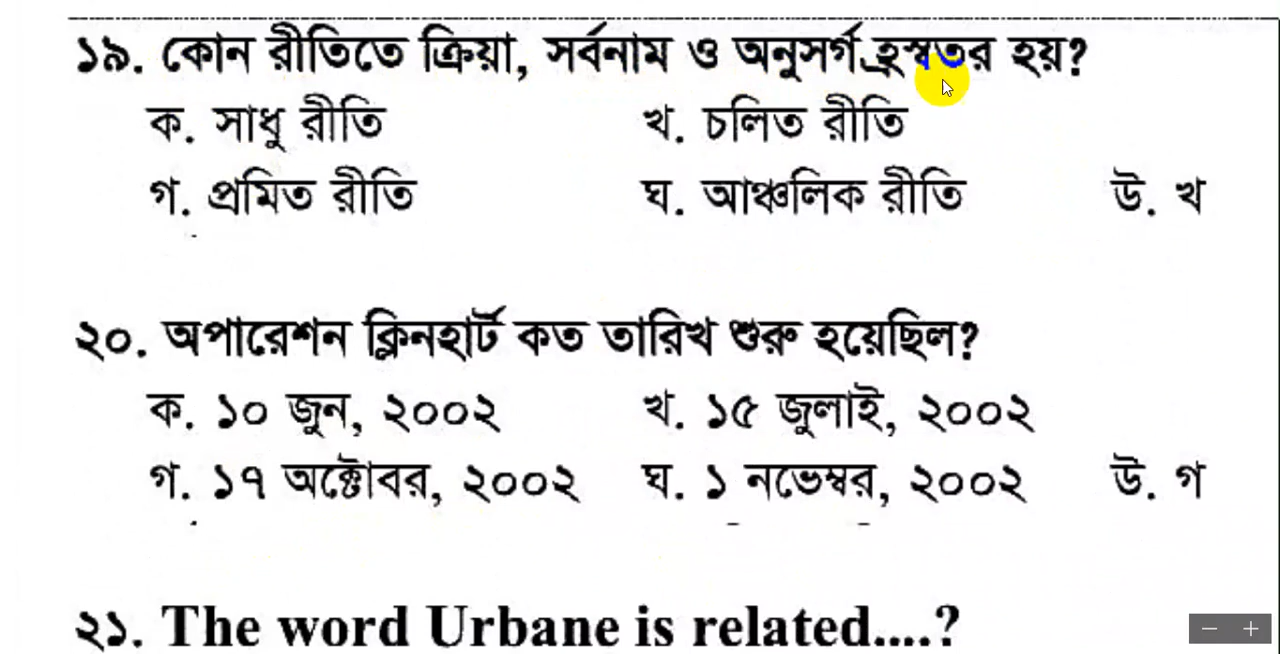 ১৯. কোন রীতিতে ক্রিয়া, সর্বনাম ও অনুসর্গ হ্রস্বতর হয়?
ক. সাধু রীতি খ. চলিত রীতি
গ. প্রমিত রীতি ঘ. আঞ্চলিক রীতি উ. খ
২০. অপারেশন ক্লিনহার্ট কত তারিখ শুরু হয়েছিল?
ক. ১০ জুন, ২০০২ খ. ১৫ জুলাই, ২০০২
গ. ১৭ অক্টোবর, ২০০২ ঘ. ১ নভেম্বর, ২০০২ উ. গ
২১. The word Urbane is related....?